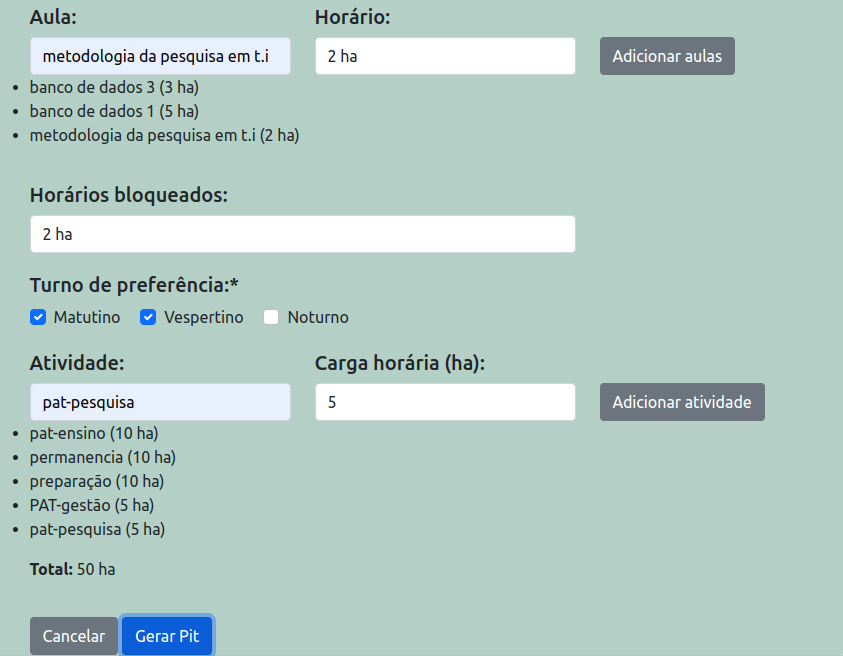 Aula: Horário:
metodologia da pesquisa em t.i 2 ha Adicionar aulas
banco de dados 3 (3 ha)
banco de dados 1 (5 ha)
metodologia da pesquisa em t.i (2 ha)
Horários bloqueados:
2 ha
Turno de preferência:*
Matutino Vespertino Noturno
Atividade: Carga horária (ha):
pat-pesquisa 5 Adicionar atividade
pat-ensino (10 ha)
permanencia (10 ha)
preparação (10 ha)
PAT-gestão (5 ha)
pat-pesquisa (5 ha)
Total: 50 ha
Cancelar Gerar Pit